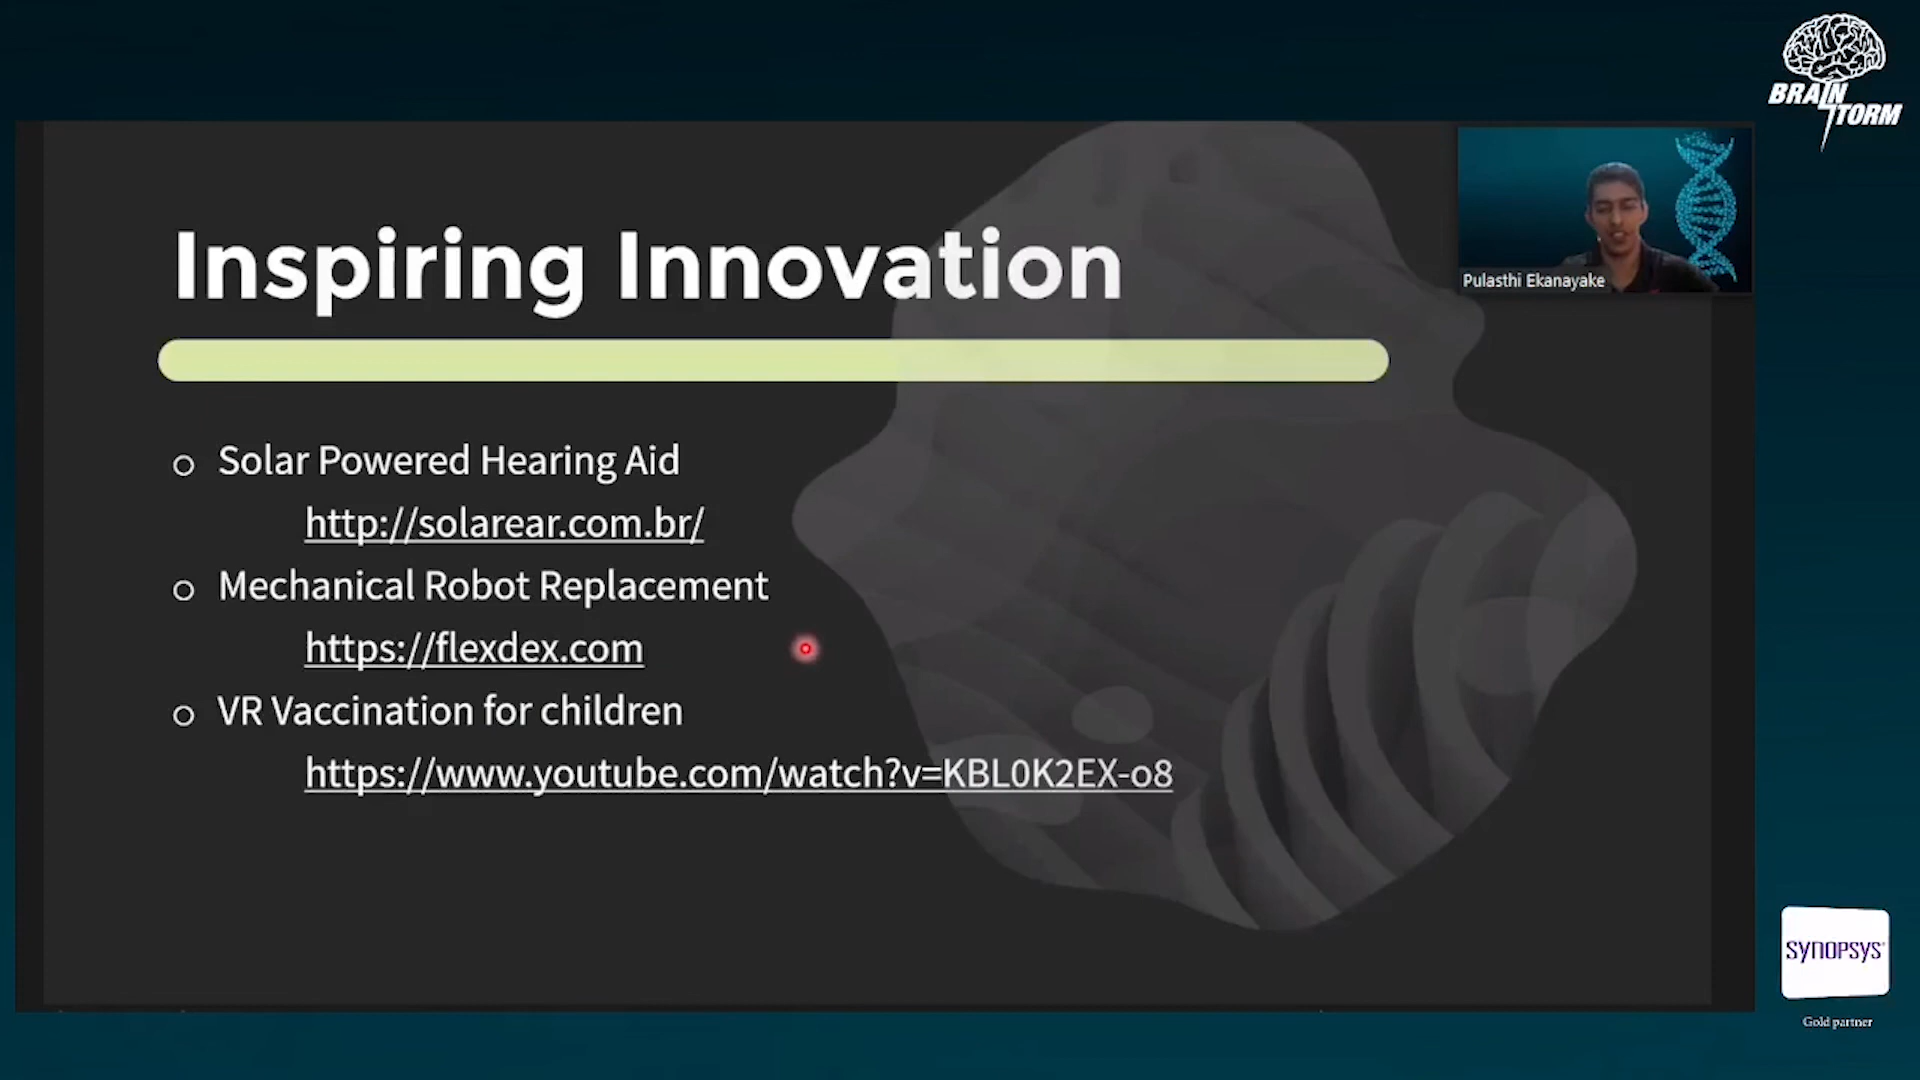 BRAIN
STORM
Pulasthi Ekanayake
Inspiring Innovation
Solar Powered Hearing Aid
http://solarear.com.br/
Mechanical Robot Replacement
https://flexdex.com
VR Vaccination for children
https://www.youtube.com/watch?v=KBL0K2EX-o8
SYNOPSYS®
Gold partner